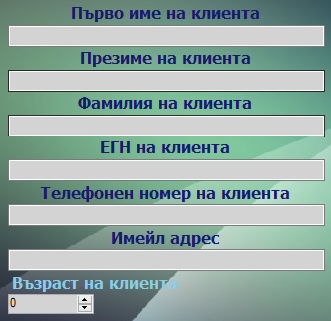 Първо име на клиента
Презиме на клиента
Фамилия на клиента
ЕГН на клиента
Телефонен номер на клиента
Имейл адрес
Възраст на клиента
0